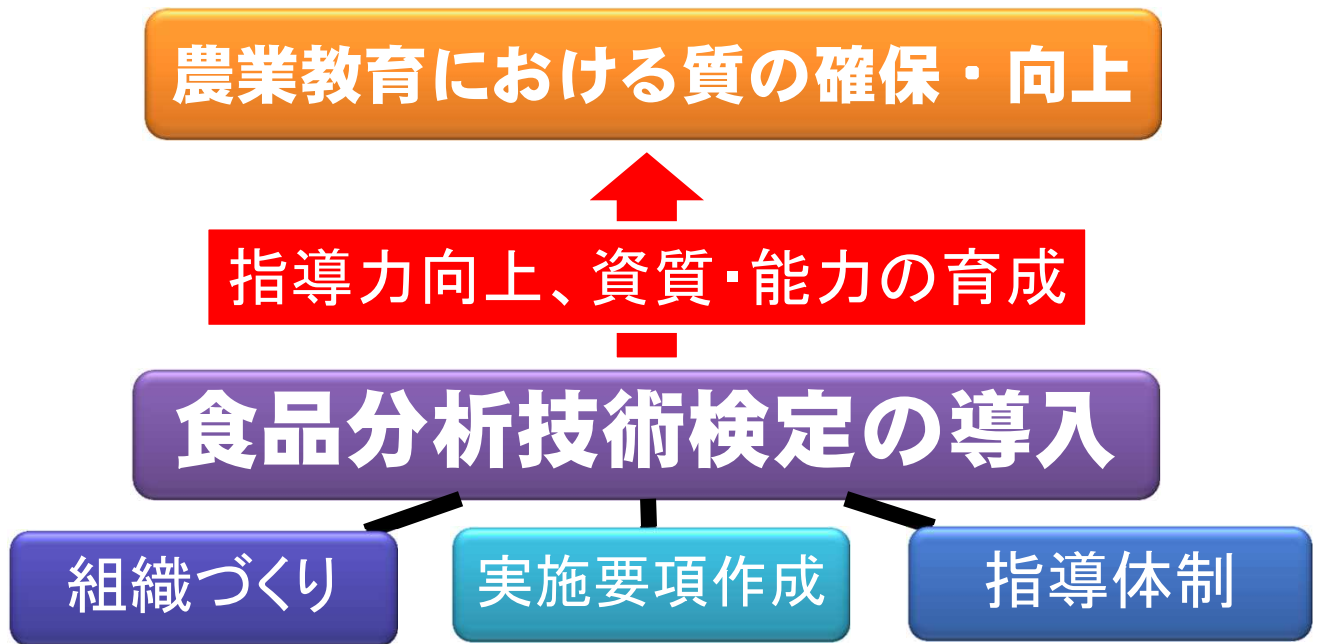 農業教育における質の確保・向上
指導力向上、資質・能力の育成
食品分析技術検定の導入
組織づくり
実施要項作成
指導体制